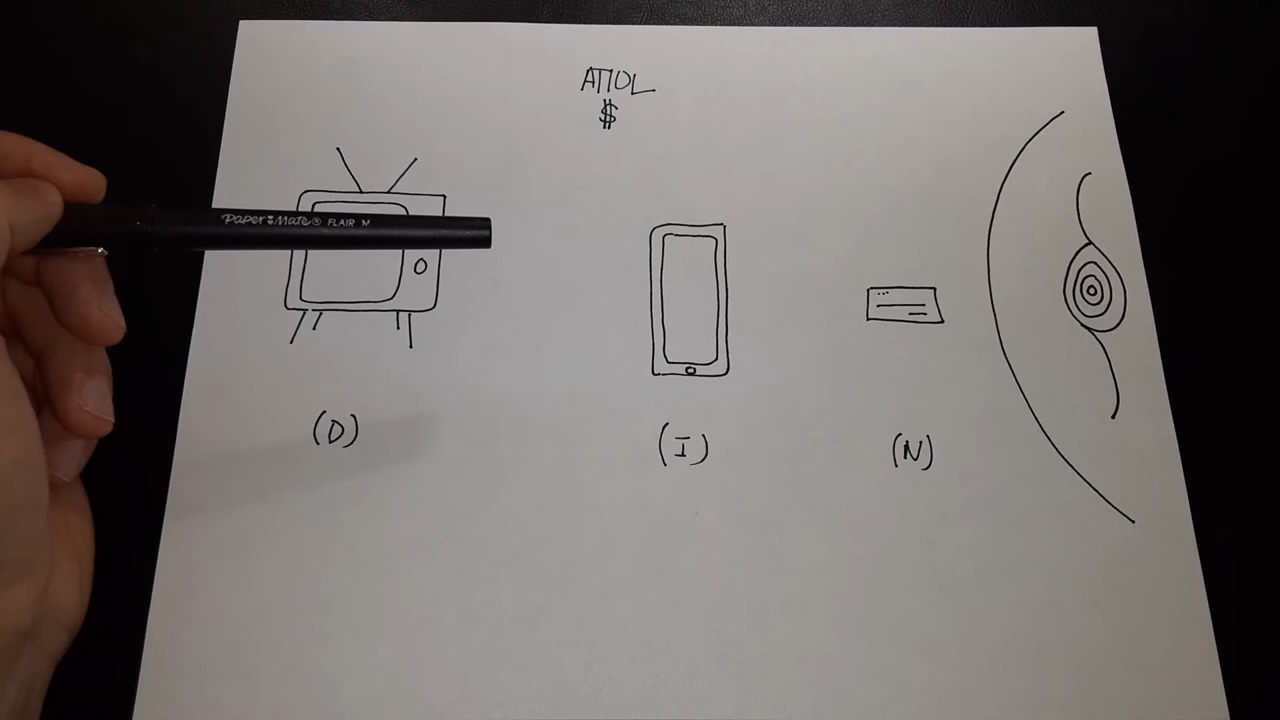 ATTOL
$
Paper Mate® FLAIR M
(D)
(I)
(N)